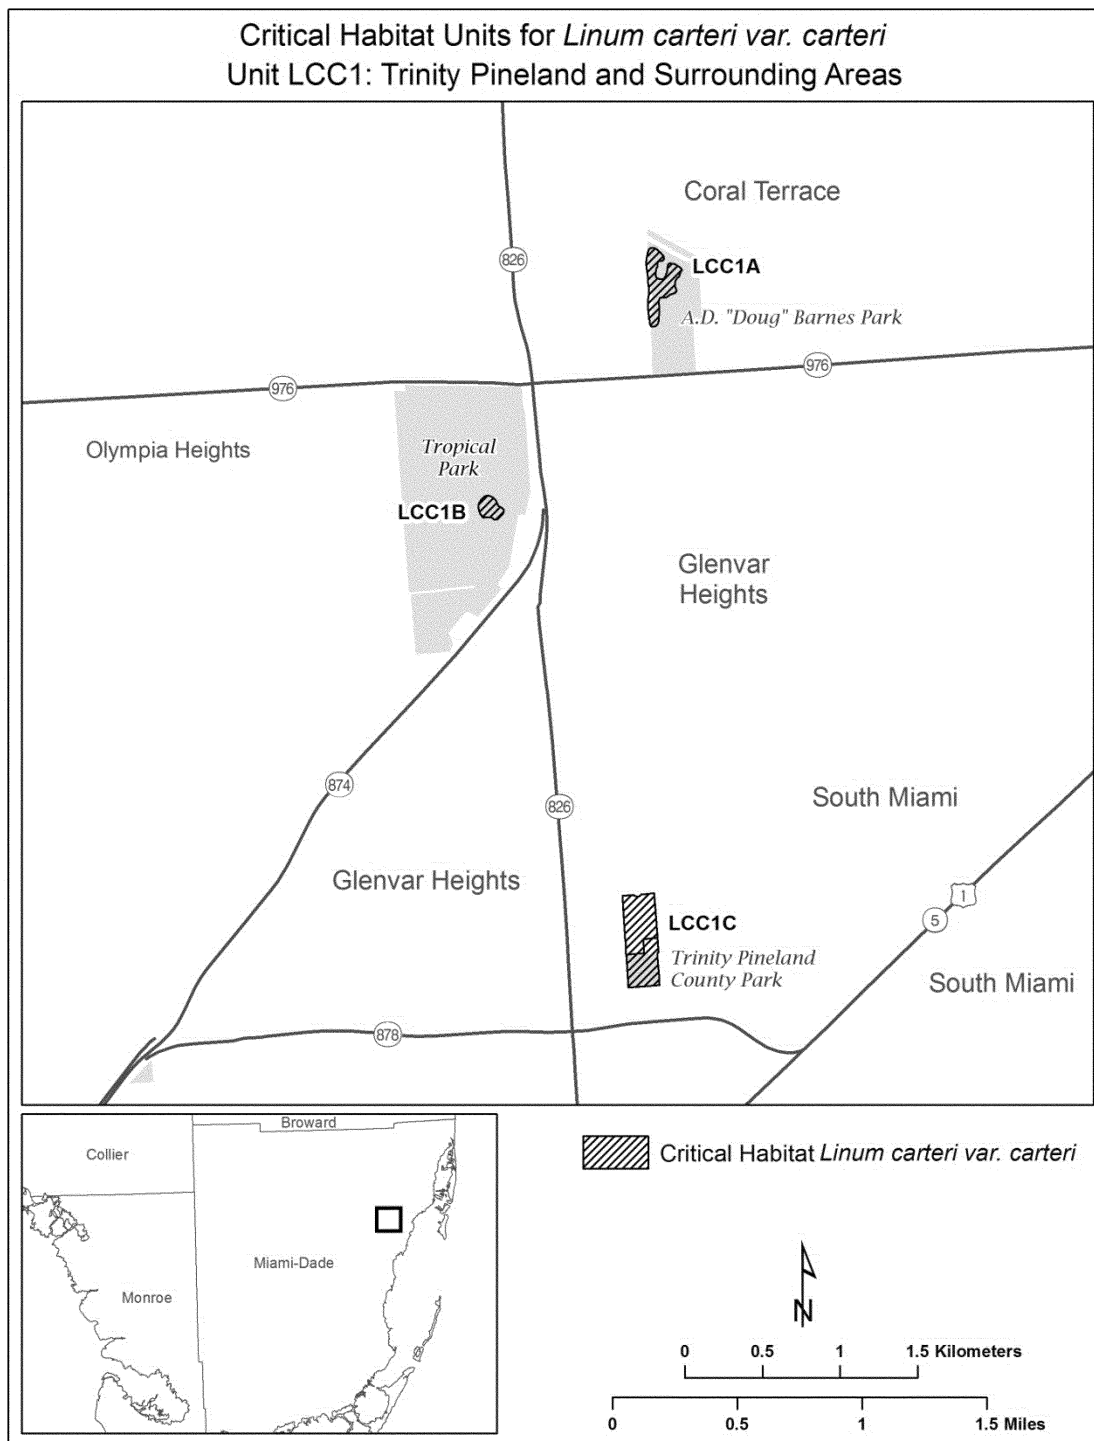 Critical Habitat Units for Linum carteri var. carteri
Unit LCC1: Trinity Pineland and Surrounding Areas
Coral Terrace
826
LCC1A
A.D. "Doug" Barnes Park
976
976
Olympia Heights
Tropical
Park
LCC1B
Glenvar
Heights
874
826
South Miami
Glenvar Heights
1
5
LCC1C
Trinity Pineland
County Park
South Miami
878
Broward
Collier
Miami-Dade
Monroe
Critical Habitat Linum carteri var. carteri
N
0 0.5 1 1.5 Kilometers
0 0.5 1 1.5 Miles